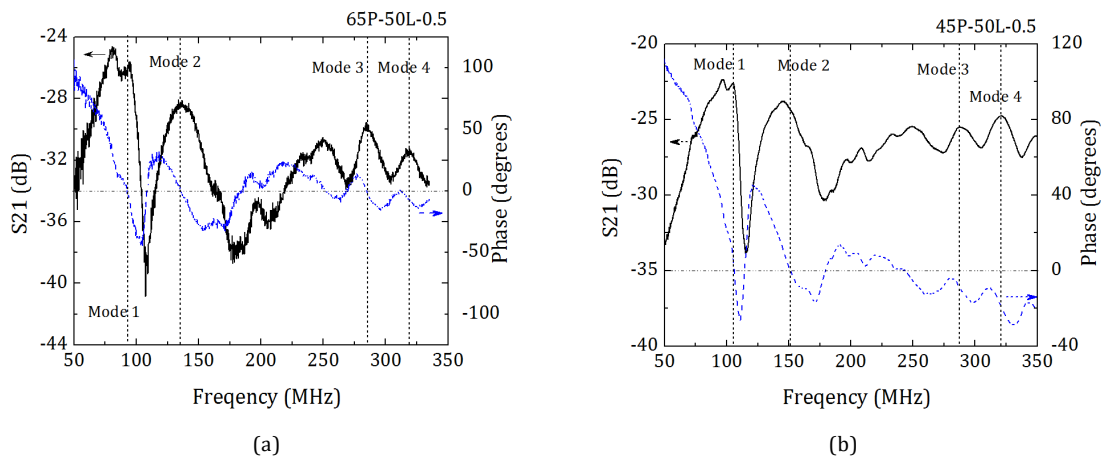 65P-50L-0.5
-24
-28
-32
-36
-40
-44
S21 (dB)
Mode 1
Mode 2
Mode 3
Mode 4
100
50
0
-50
-100
Phase (degrees)
50
100
150
200
250
300
350
Freqency (MHz)
(a)
45P-50L-0.5
-20
-25
-30
-35
-40
S21 (dB)
Mode 1
Mode 2
Mode 3
Mode 4
120
80
40
0
-40
Phase (degrees)
50
100
150
200
250
300
350
Freqency (MHz)
(b)